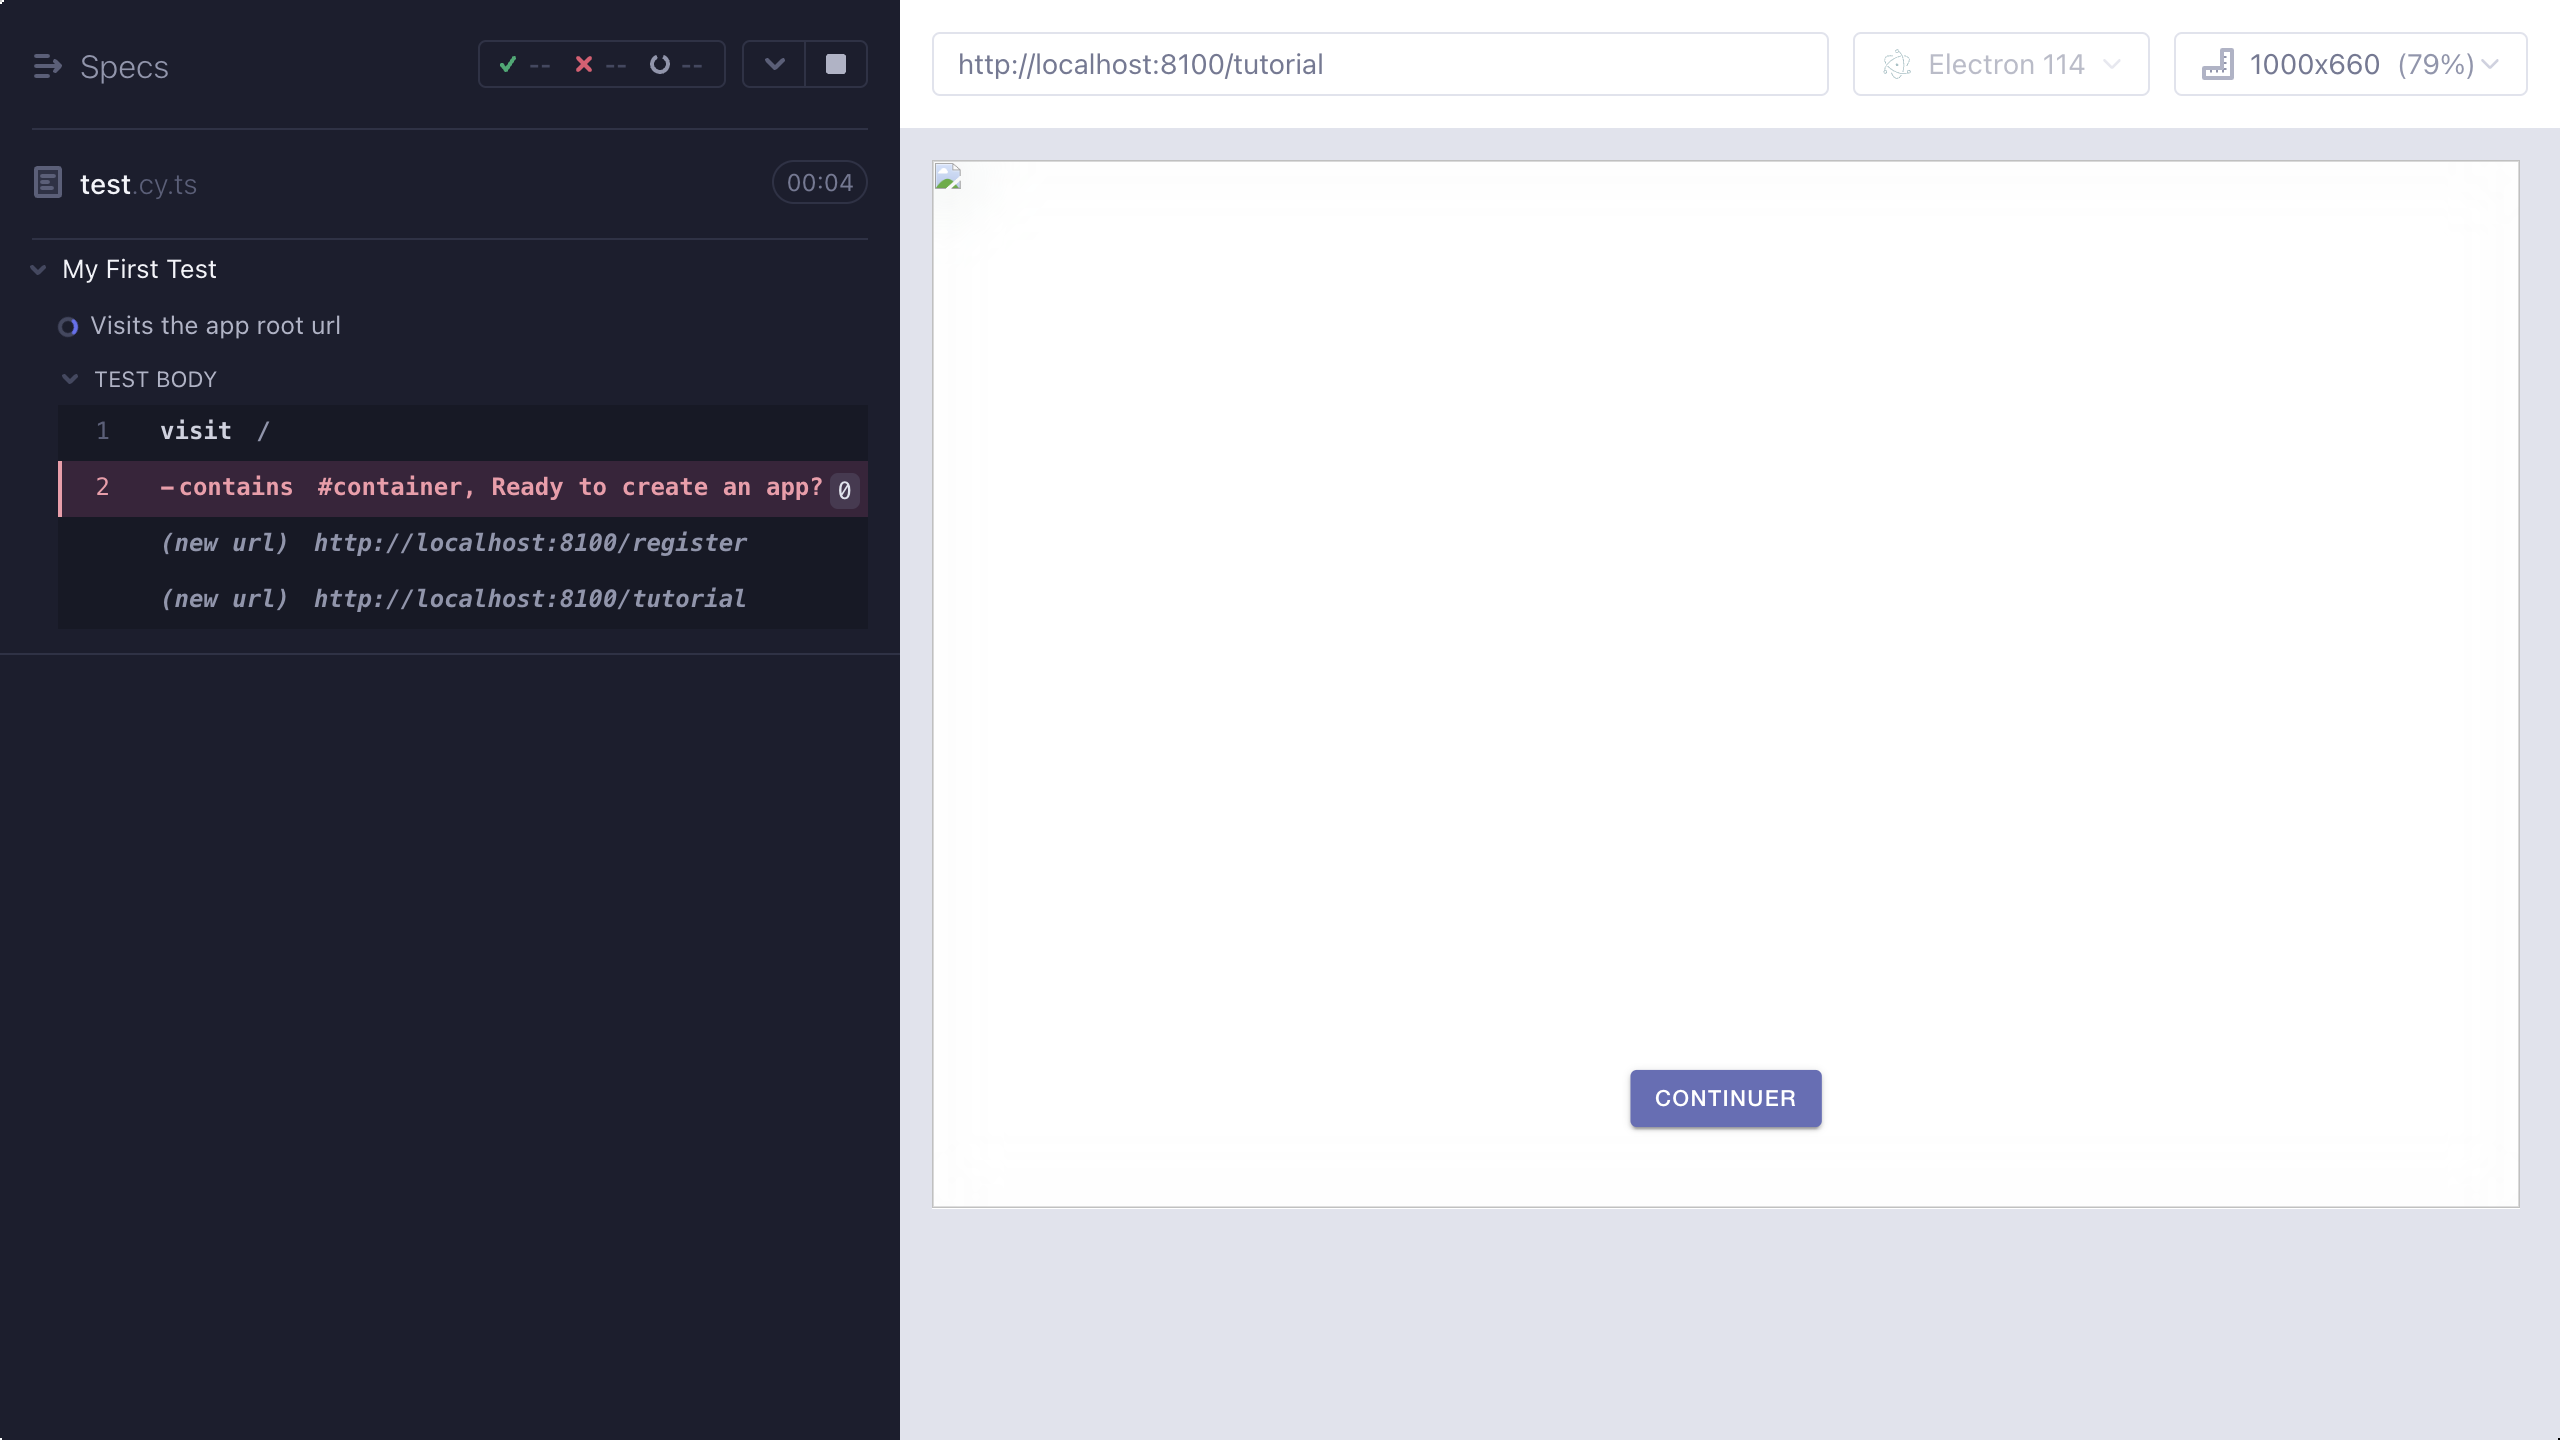 Specs
-- -- --
test.cy.ts
00:04
My First Test
Visits the app root url
TEST BODY
1 visit /
2 -contains #container, Ready to create an app? 0
(new url) http://localhost:8100/register
(new url) http://localhost:8100/tutorial
http://localhost:8100/tutorial
Electron 114
1000x660 (79%)
CONTINUER